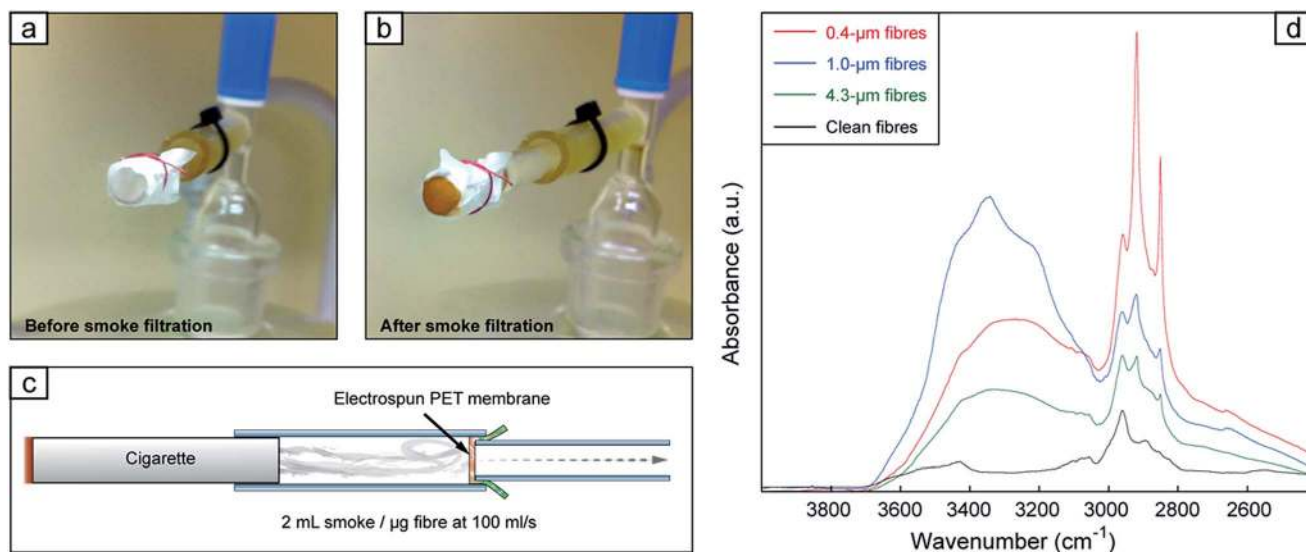 a
Before smoke filtration
b
After smoke filtration
c
Electrospun PET membrane
Cigarette
2 mL smoke / µg fibre at 100 ml/s
d
0.4-µm fibres
1.0-µm fibres
4.3-µm fibres
Clean fibres
Absorbance (a.u.)
3800 3600 3400 3200 3000 2800 2600
Wavenumber (cm⁻¹)